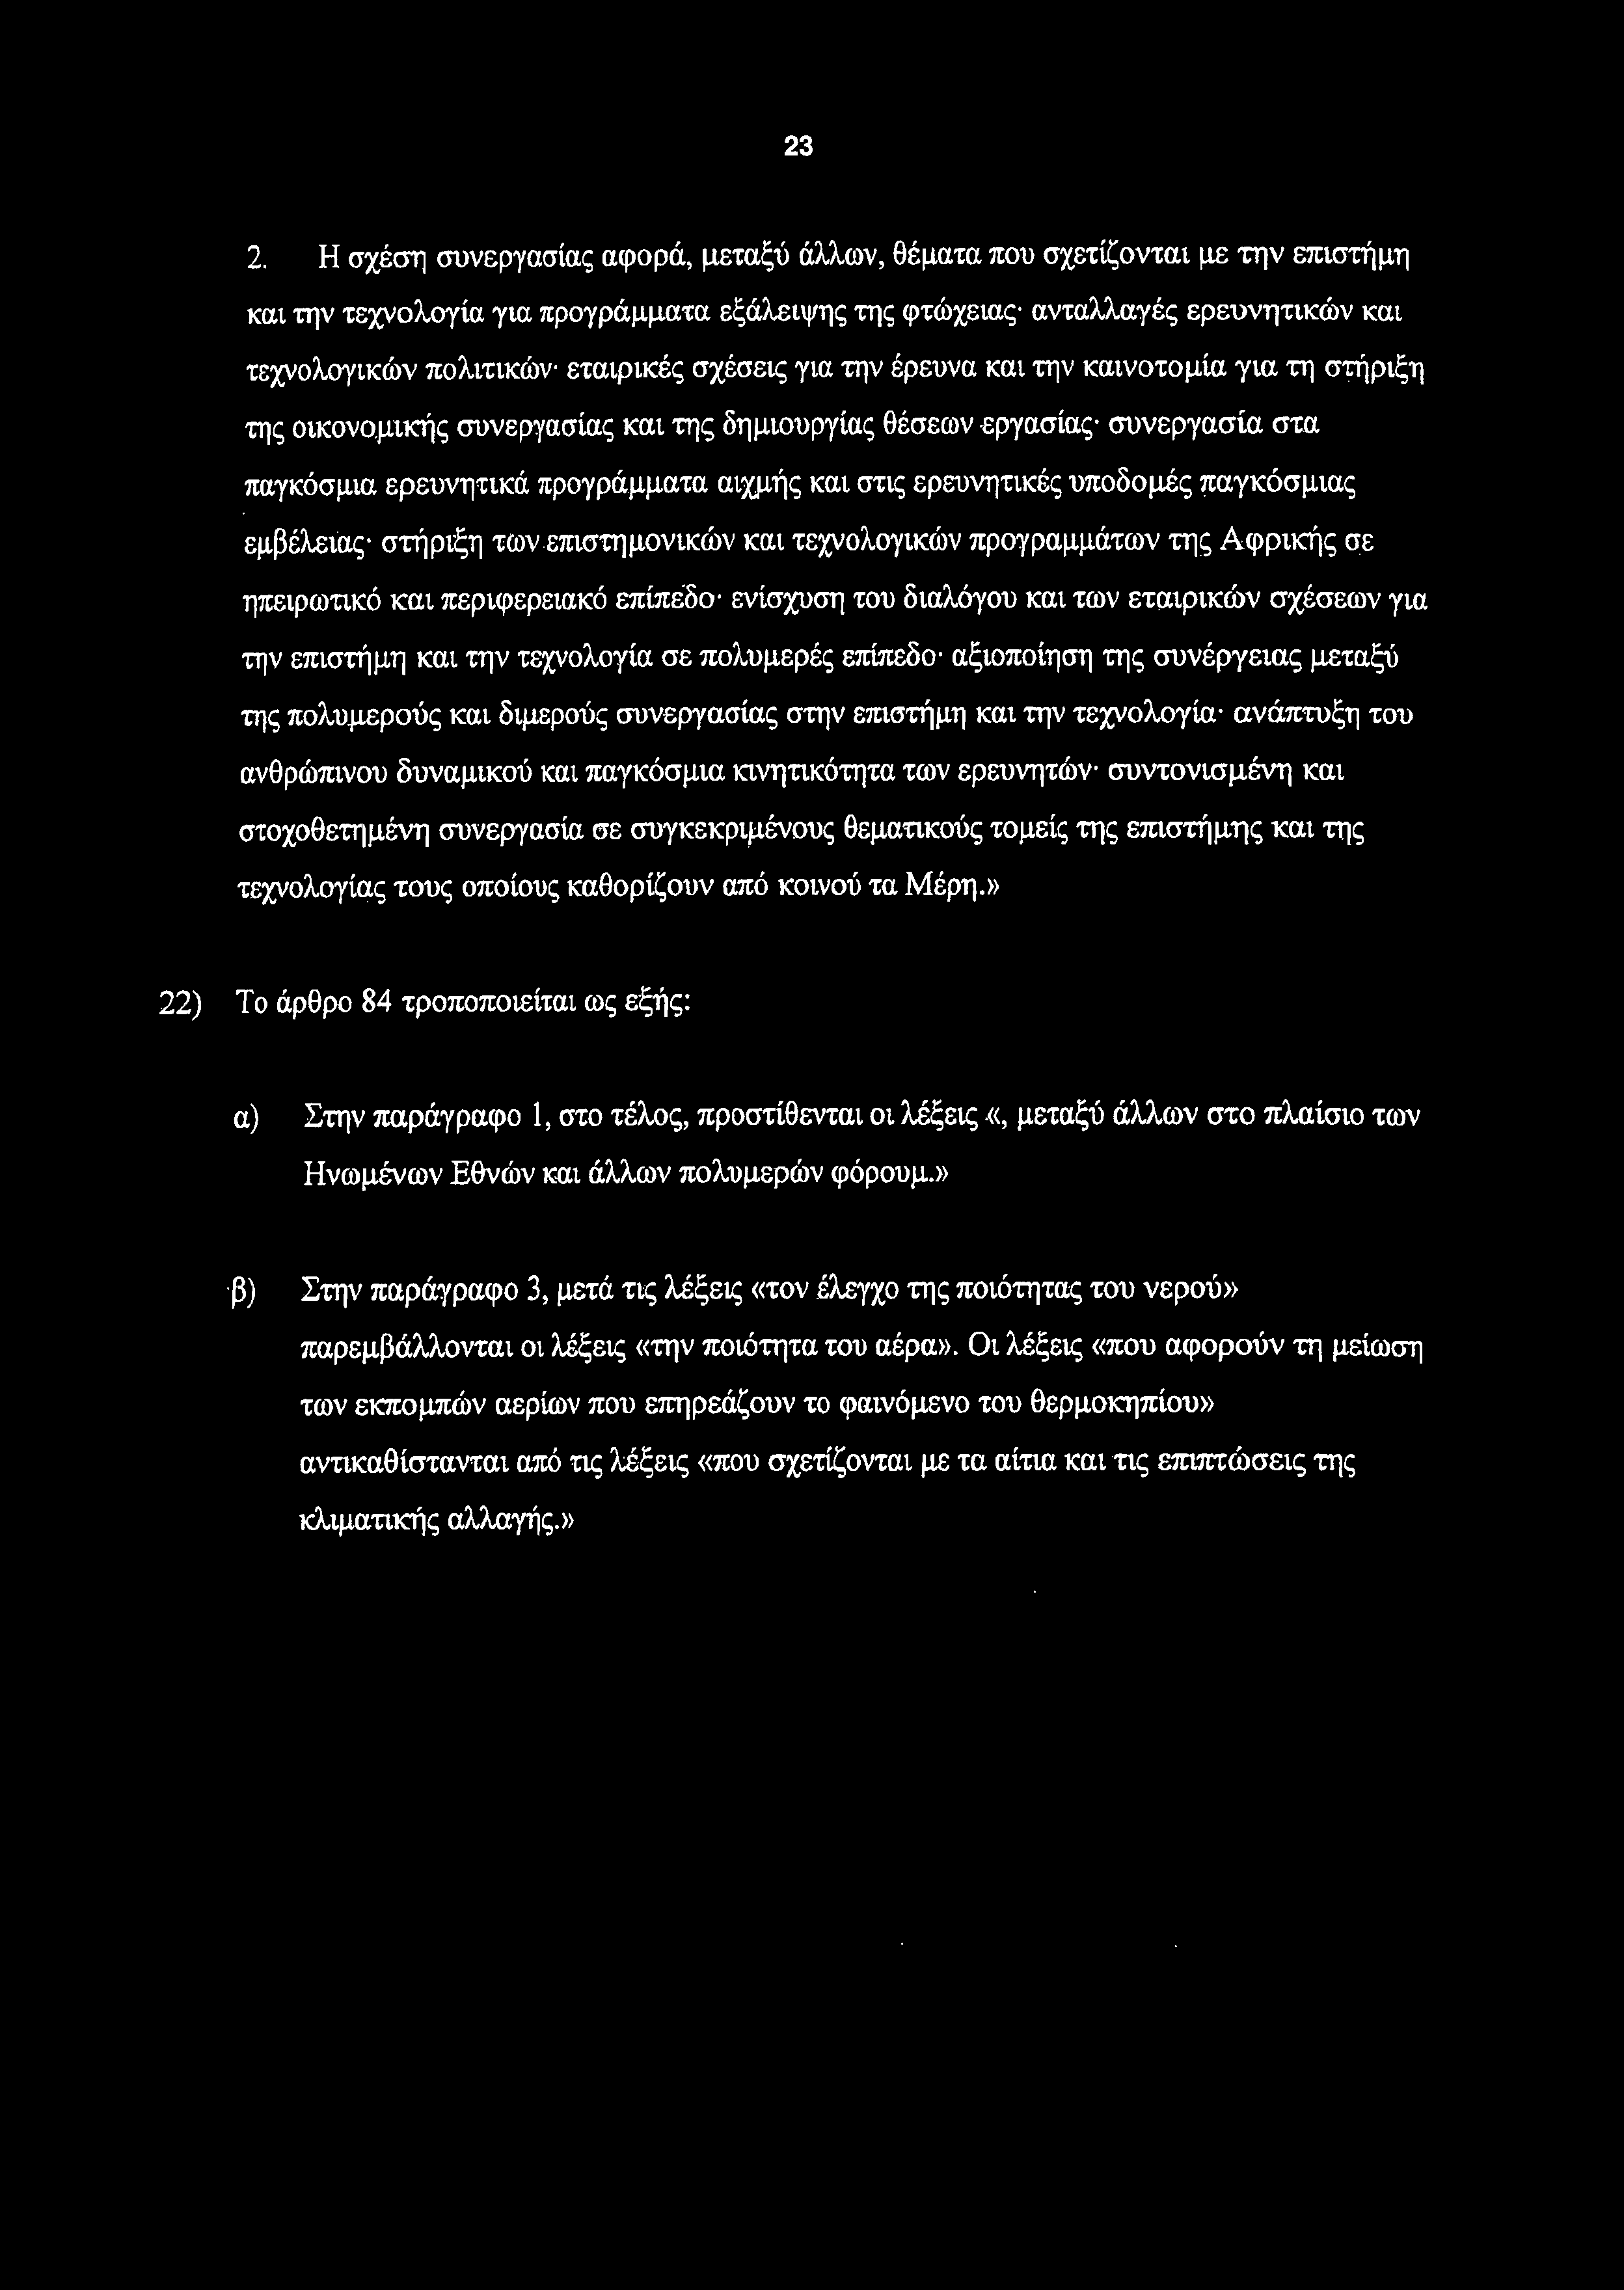 23
2. Η σχέση συνεργασίας αφορά, μεταξύ άλλων, θέματα που σχετίζονται με την επιστήμη
και την τεχνολογία για προγράμματα εξάλειψης της φτώχειας· ανταλλαγές ερευνητικών και
τεχνολογικών πολιτικών· εταιρικές σχέσεις για την έρευνα και την καινοτομία για τη στήριξη
της οικονομικής συνεργασίας και της δημιουργίας θέσεων εργασίας· συνεργασία στα
παγκόσμια ερευνητικά προγράμματα αιχμής και στις ερευνητικές υποδομές παγκόσμιας
εμβέλειας· στήριξη των επιστημονικών και τεχνολογικών προγραμμάτων της Αφρικής σε
ηπειρωτικό και περιφερειακό επίπεδο· ενίσχυση του διαλόγου και των εταιρικών σχέσεων για
την επιστήμη και την τεχνολογία σε πολυμερές επίπεδο· αξιοποίηση της συνέργειας μεταξύ
της πολυμερούς και διμερούς συνεργασίας στην επιστήμη και την τεχνολογία· ανάπτυξη του
ανθρώπινου δυναμικού και παγκόσμια κινητικότητα των ερευνητών· συντονισμένη και
στοχοθετημένη συνεργασία σε συγκεκριμένους θεματικούς τομείς της επιστήμης και της
τεχνολογίας τους οποίους καθορίζουν από κοινού τα Μέρη.»
22) Το άρθρο 84 τροποποιείται ως εξής:
α) Στην παράγραφο 1, στο τέλος, προστίθενται οι λέξεις «, μεταξύ άλλων στο πλαίσιο των
Ηνωμένων Εθνών και άλλων πολυμερών φόρουμ.»
β) Στην παράγραφο 3, μετά τις λέξεις «τον έλεγχο της ποιότητας του νερού»
παρεμβάλλονται οι λέξεις «την ποιότητα του αέρα». Οι λέξεις «που αφορούν τη μείωση
των εκπομπών αερίων που επηρεάζουν το φαινόμενο του θερμοκηπίου»
αντικαθίστανται από τις λέξεις «που σχετίζονται με τα αίτια και τις επιπτώσεις της
κλιματικής αλλαγής.»